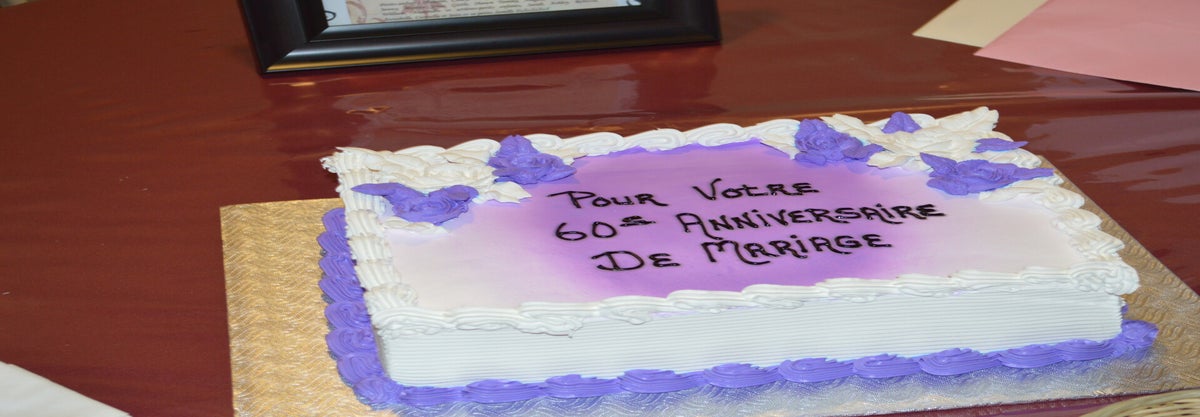 Pour Votre
60ᵉ Anniversaire
De Mariage